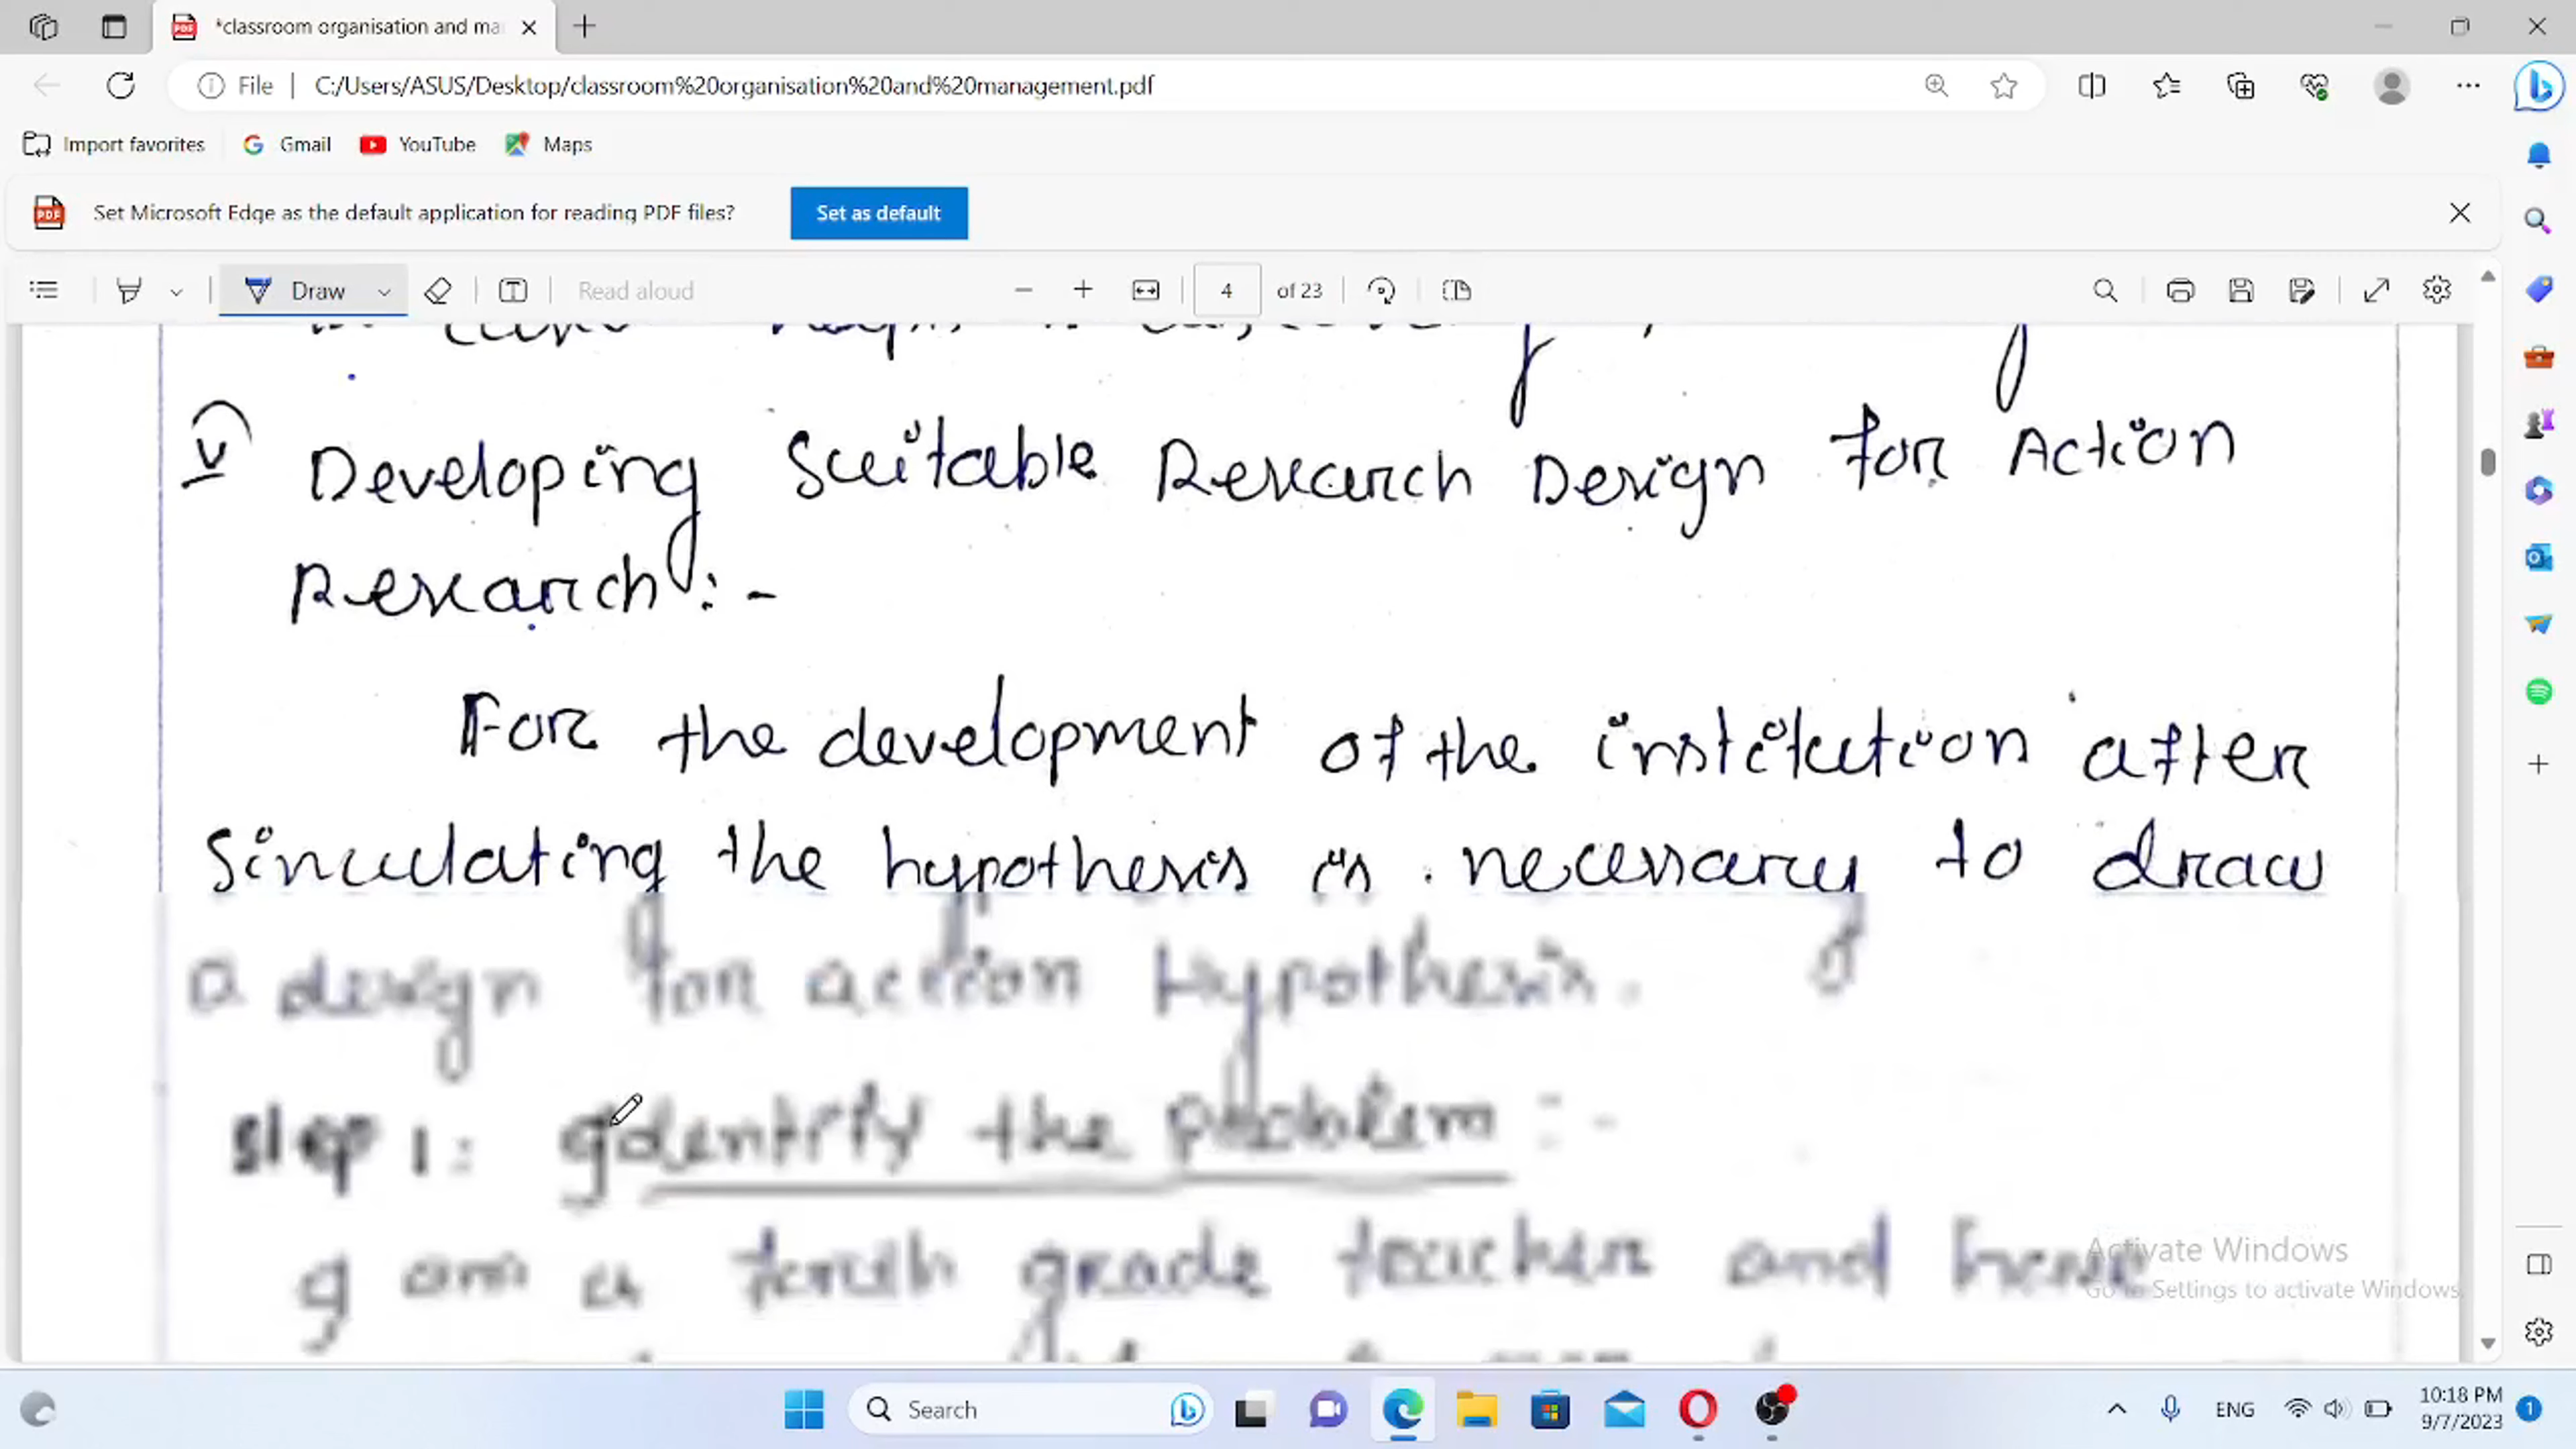 *classroom organisation and ma
File | C:/Users/ASUS/Desktop/classroom%20organisation%20and%20management.pdf
Import favorites Gmail YouTube Maps
Set Microsoft Edge as the default application for reading PDF files? Set as default
Draw Read aloud 4 of 23
V Developing Suitable Research Design for Action
Research :-
For the development of the institution after
Simulating the hypothesis is necessary to draw
a design for action Hypothesis.
step 1: Identify the problem :-
I am a tenth grade teacher and
Activate Windows
Go to Settings to activate Windows.
Search
ENG
10:18 PM
9/7/2023
1